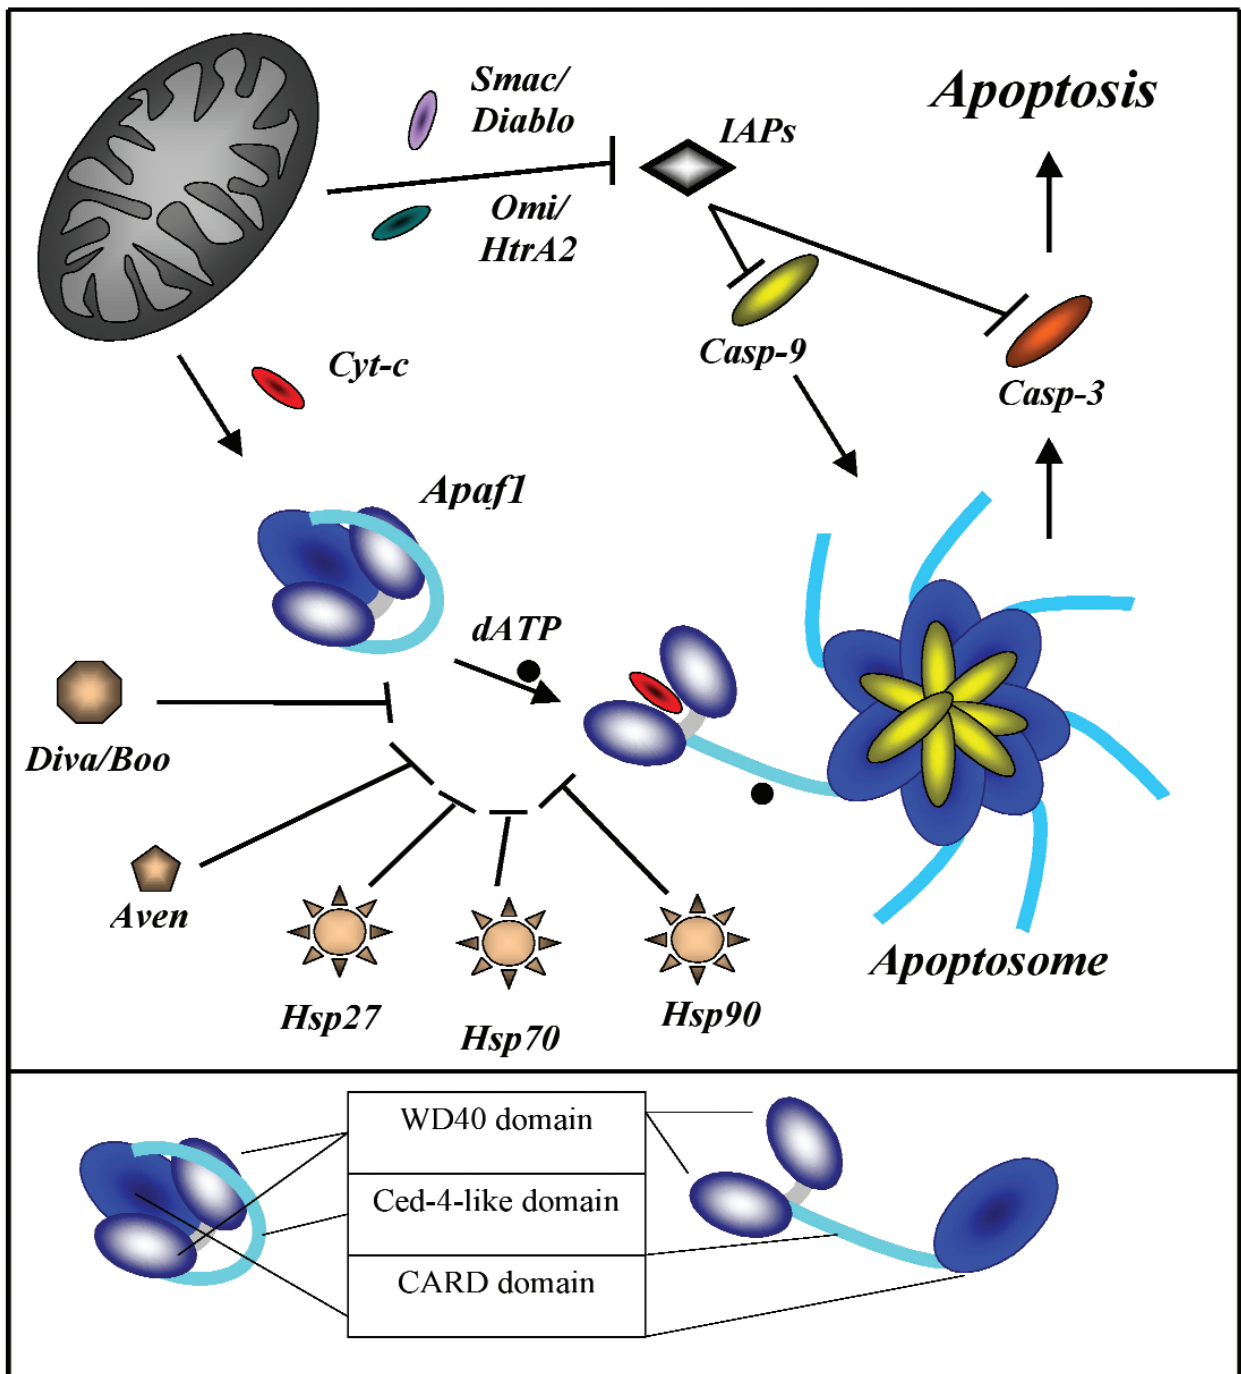 Smac/
Diablo
Apoptosis
IAPs
Omi/
HtrA2
Casp-9
Cyt-c
Casp-3
Apaf1
dATP
Diva/Boo
Aven
Apoptosome
Hsp27
Hsp70
Hsp90
WD40 domain
Ced-4-like domain
CARD domain